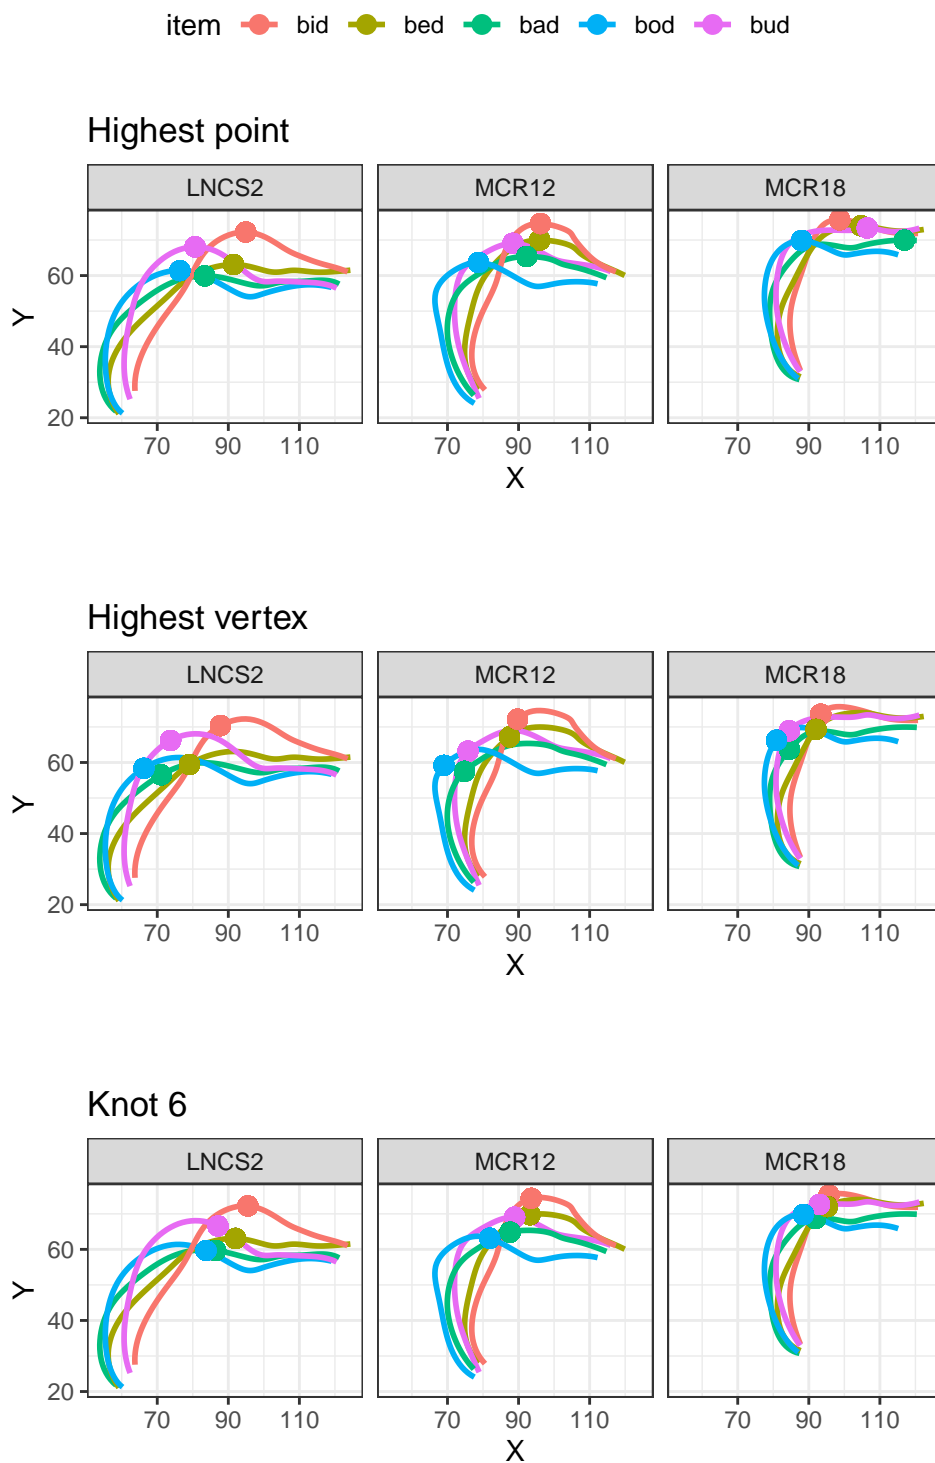 item bid bed bad bod bud
Highest point
LNCS2 MCR12 MCR18
60
40
20
Y
70 90 110 70 90 110 70 90 110
X
Highest vertex
LNCS2 MCR12 MCR18
60
40
20
Y
70 90 110 70 90 110 70 90 110
X
Knot 6
LNCS2 MCR12 MCR18
60
40
20
Y
70 90 110 70 90 110 70 90 110
X